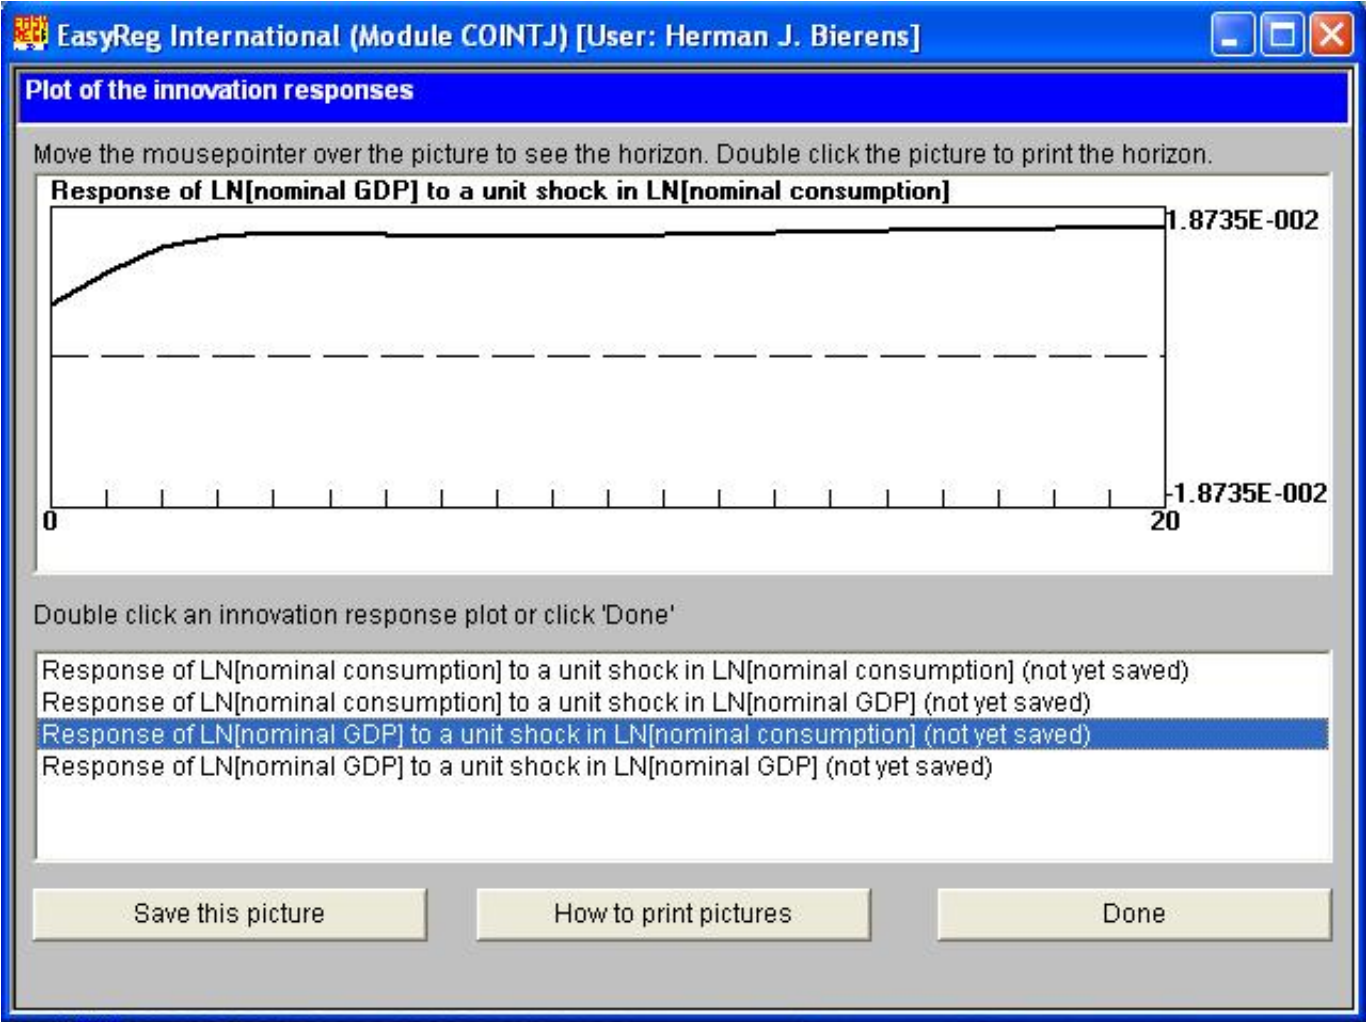 EasyReg International (Module COINTJ) [User: Herman J. Bierens]
Plot of the innovation responses
Move the mousepointer over the picture to see the horizon. Double click the picture to print the horizon.
Response of LN[nominal GDP] to a unit shock in LN[nominal consumption]
1.8735E-002
-1.8735E-002
0
20
Double click an innovation response plot or click 'Done'
Response of LN[nominal consumption] to a unit shock in LN[nominal consumption] (not yet saved)
Response of LN[nominal consumption] to a unit shock in LN[nominal GDP] (not yet saved)
Response of LN[nominal GDP] to a unit shock in LN[nominal consumption] (not yet saved)
Response of LN[nominal GDP] to a unit shock in LN[nominal GDP] (not yet saved)
Save this picture
How to print pictures
Done